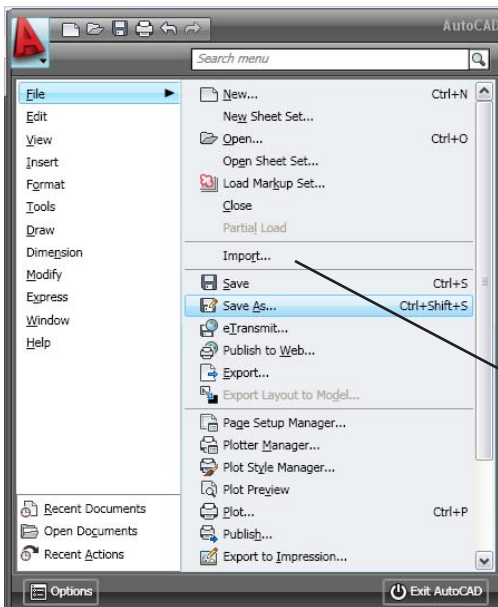 AutoCAD
Search menu
File
Edit
View
Insert
Format
Tools
Draw
Dimension
Modify
Express
Window
Help
Recent Documents
Open Documents
Recent Actions
New... Ctrl+N
New Sheet Set...
Open... Ctrl+O
Open Sheet Set...
Load Markup Set...
Close
Partial Load
Import...
Save Ctrl+S
Save As... Ctrl+Shift+S
eTransmit...
Publish to Web...
Export...
Export Layout to Model...
Page Setup Manager...
Plotter Manager...
Plot Style Manager...
Plot Preview
Plot... Ctrl+P
Publish...
Export to Impression...
Options
Exit AutoCAD